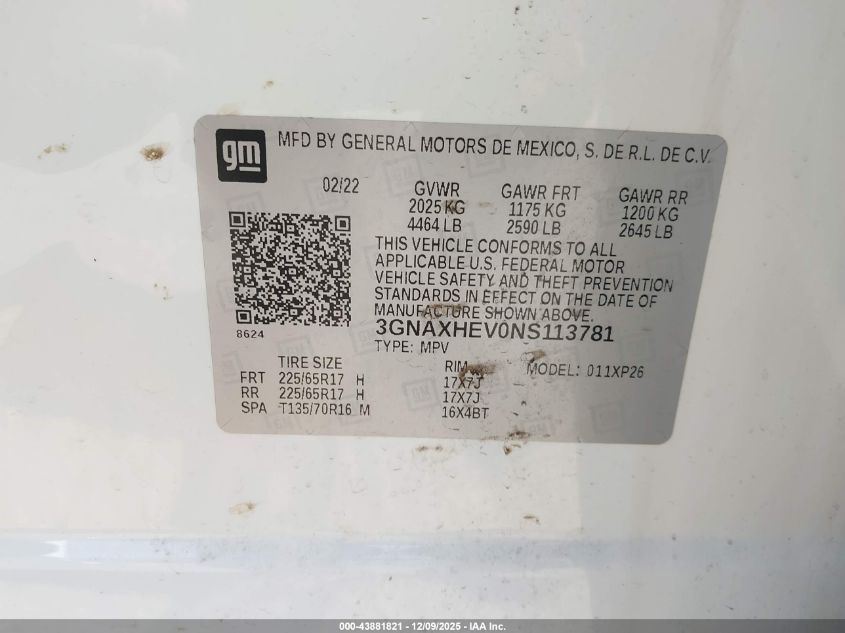 gm
MFD BY GENERAL MOTORS DE MEXICO, S. DE R.L. DE C.V.
02/22 GVWR GAWR FRT GAWR RR
2025 KG 1175 KG 1200 KG
4464 LB 2590 LB 2645 LB
THIS VEHICLE CONFORMS TO ALL
APPLICABLE U.S. FEDERAL MOTOR
VEHICLE SAFETY AND THEFT PREVENTION
STANDARDS IN EFFECT ON THE DATE OF
MANUFACTURE SHOWN ABOVE.
8624
3GNAXHEV0NS113781
TYPE: MPV
TIRE SIZE RIM MODEL: 011XP26
FRT 225/65R17 H 17X7J
RR 225/65R17 H 17X7J
SPA T135/70R16 M 16X4BT
000-43881821 - 12/09/2025 - IAA Inc.